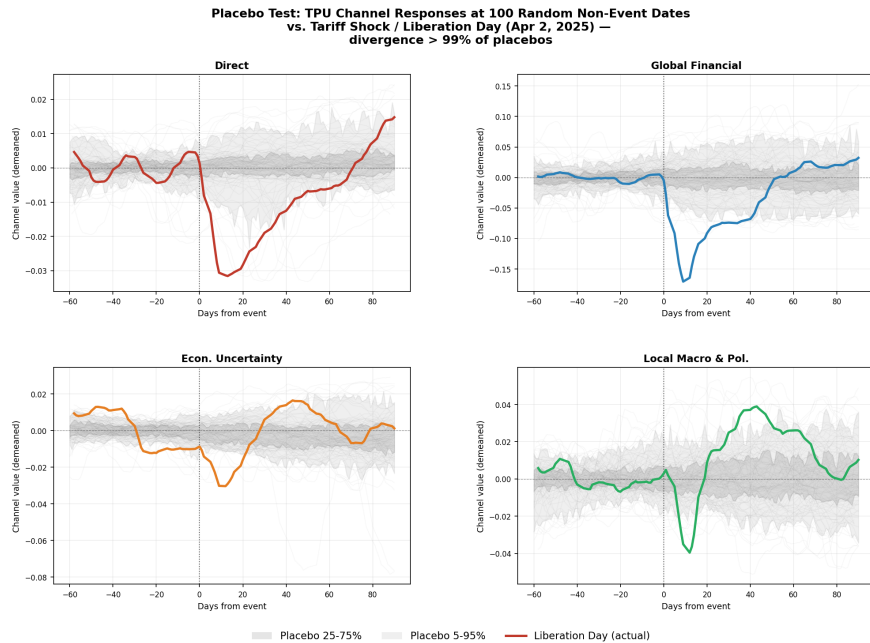 Placebo Test: TPU Channel Responses at 100 Random Non-Event Dates
vs. Tariff Shock / Liberation Day (Apr 2, 2025) —
divergence > 99% of placebos
Direct
Channel value (demeaned)
0.02
0.01
0.00
−0.01
−0.02
−0.03
−60 −40 −20 0 20 40 60 80
Days from event
Global Financial
Channel value (demeaned)
0.15
0.10
0.05
0.00
−0.05
−0.10
−0.15
−60 −40 −20 0 20 40 60 80
Days from event
Econ. Uncertainty
Channel value (demeaned)
0.02
0.00
−0.02
−0.04
−0.06
−0.08
−60 −40 −20 0 20 40 60 80
Days from event
Local Macro & Pol.
Channel value (demeaned)
0.04
0.02
0.00
−0.02
−0.04
−60 −40 −20 0 20 40 60 80
Days from event
Placebo 25-75% Placebo 5-95% Liberation Day (actual)